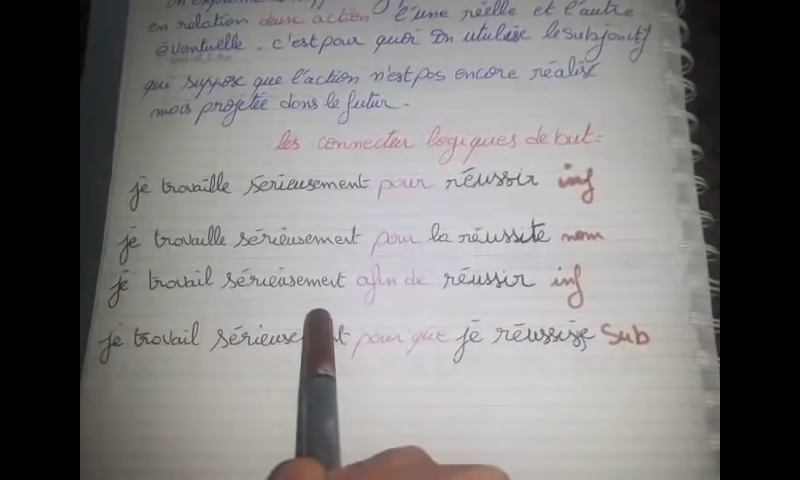 en relation deux action l'une réelle et l'autre
éventuelle. c'est pour quoi on utulise le subjonctif
qui suppose que l'action n'est pas encore réalisé
mais projetée dans le futur.
les connecteur logiques de but:
je travaille sérieusement pour réussir inf
je travaille sérieusement pour la réussite nom
je travail sérieusement afin de réussir inf
je travail sérieuse t pour que je réussisse Sub